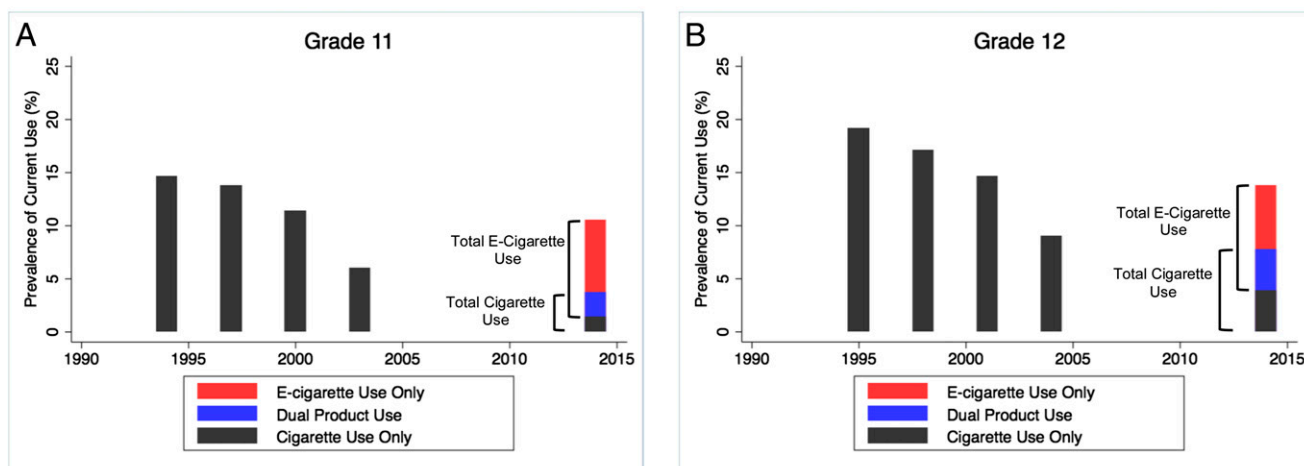 A
Grade 11
Prevalence of Current Use (%)
25
20
15
10
5
0
Total E-Cigarette
Use
Total Cigarette
Use
1990
1995
2000
2005
2010
2015
E-cigarette Use Only
Dual Product Use
Cigarette Use Only
B
Grade 12
Prevalence of Current Use (%)
25
20
15
10
5
0
Total E-Cigarette
Use
Total Cigarette
Use
1990
1995
2000
2005
2010
2015
E-cigarette Use Only
Dual Product Use
Cigarette Use Only